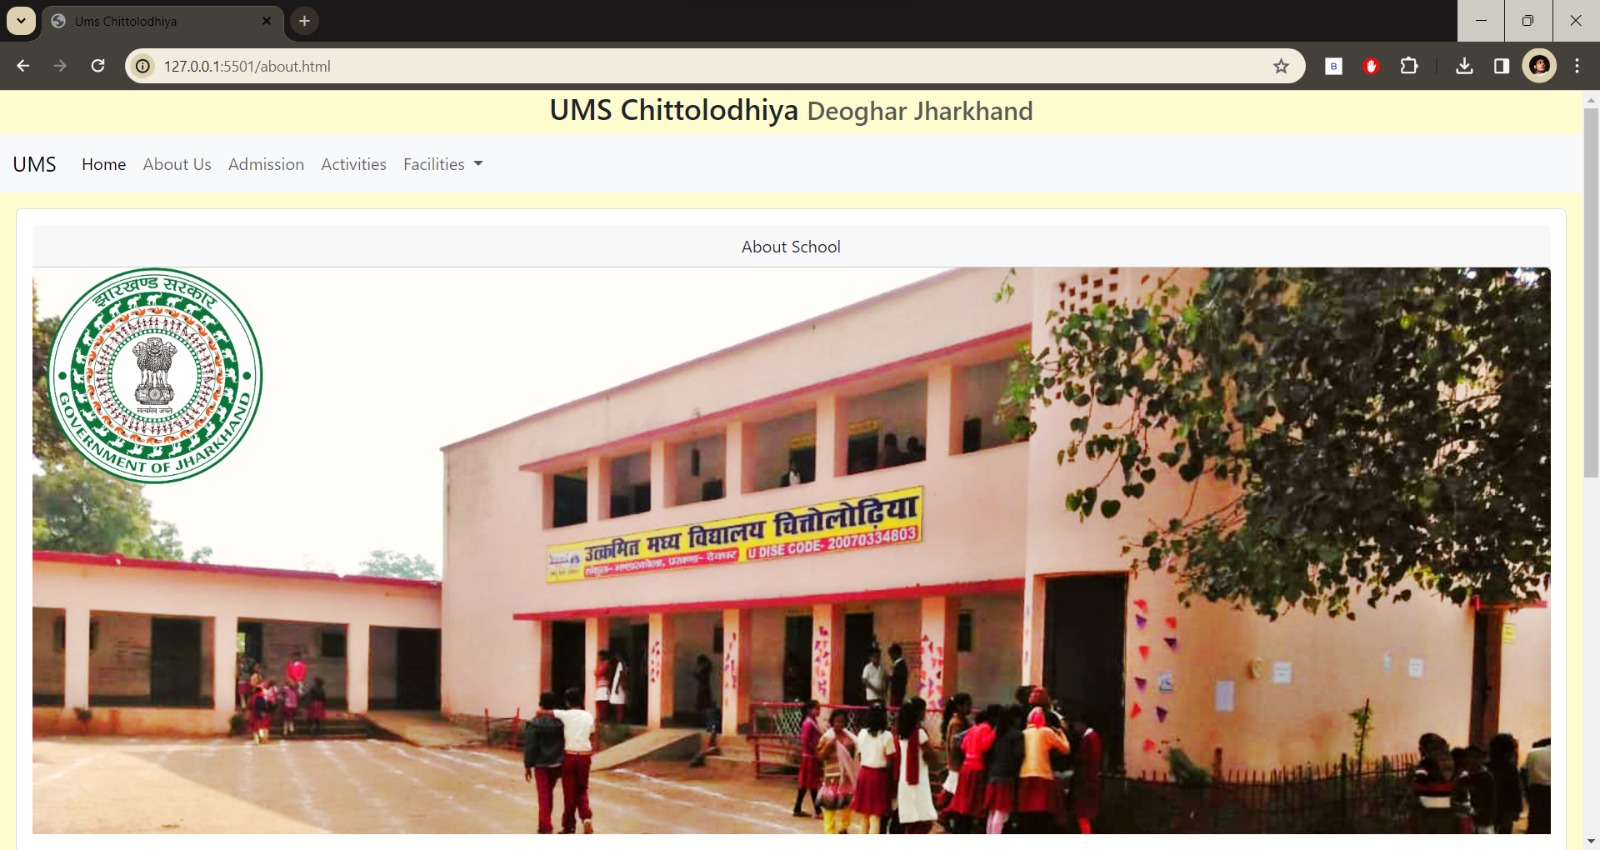 Ums Chittolodhiya
127.0.0.1:5501/about.html
B
UMS Chittolodhiya Deoghar Jharkhand
UMS Home About Us Admission Activities Facilities
About School
झारखण्ड सरकार
सत्यमेव जयते
GOVERNMENT OF JHARKHAND
उत्क्रमित मध्य विद्यालय चित्तोलोढ़िया
U DISE CODE- 20070334803